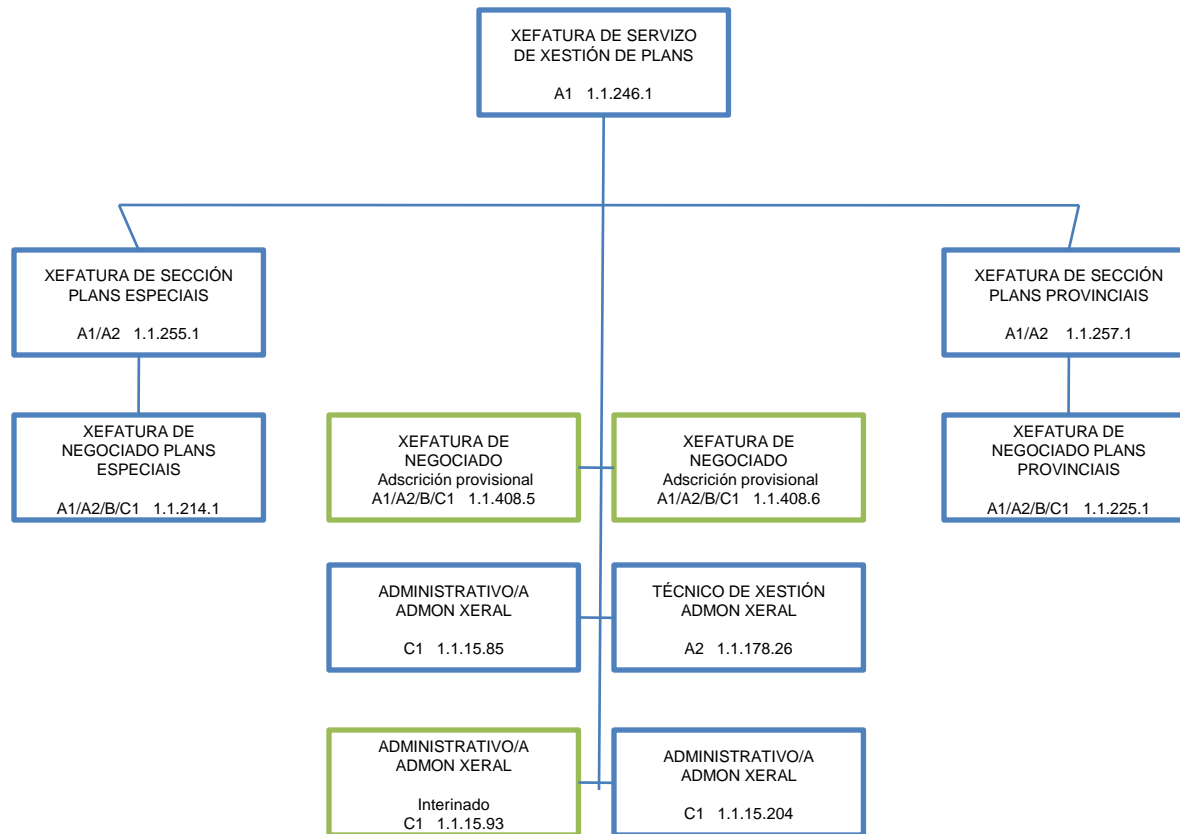 XEFATURA DE SERVIZO
DE XESTIÓN DE PLANS
A1 1.1.246.1
XEFATURA DE SECCIÓN
PLANS ESPECIAIS
A1/A2 1.1.255.1
XEFATURA DE SECCIÓN
PLANS PROVINCIAIS
A1/A2 1.1.257.1
XEFATURA DE
NEGOCIADO PLANS
ESPECIAIS
A1/A2/B/C1 1.1.214.1
XEFATURA DE
NEGOCIADO
Adscrición provisional
A1/A2/B/C1 1.1.408.5
XEFATURA DE
NEGOCIADO
Adscrición provisional
A1/A2/B/C1 1.1.408.6
XEFATURA DE
NEGOCIADO PLANS
PROVINCIAIS
A1/A2/B/C1 1.1.225.1
ADMINISTRATIVO/A
ADMON XERAL
C1 1.1.15.85
TÉCNICO DE XESTIÓN
ADMON XERAL
A2 1.1.178.26
ADMINISTRATIVO/A
ADMON XERAL
Interinado
C1 1.1.15.93
ADMINISTRATIVO/A
ADMON XERAL
C1 1.1.15.204